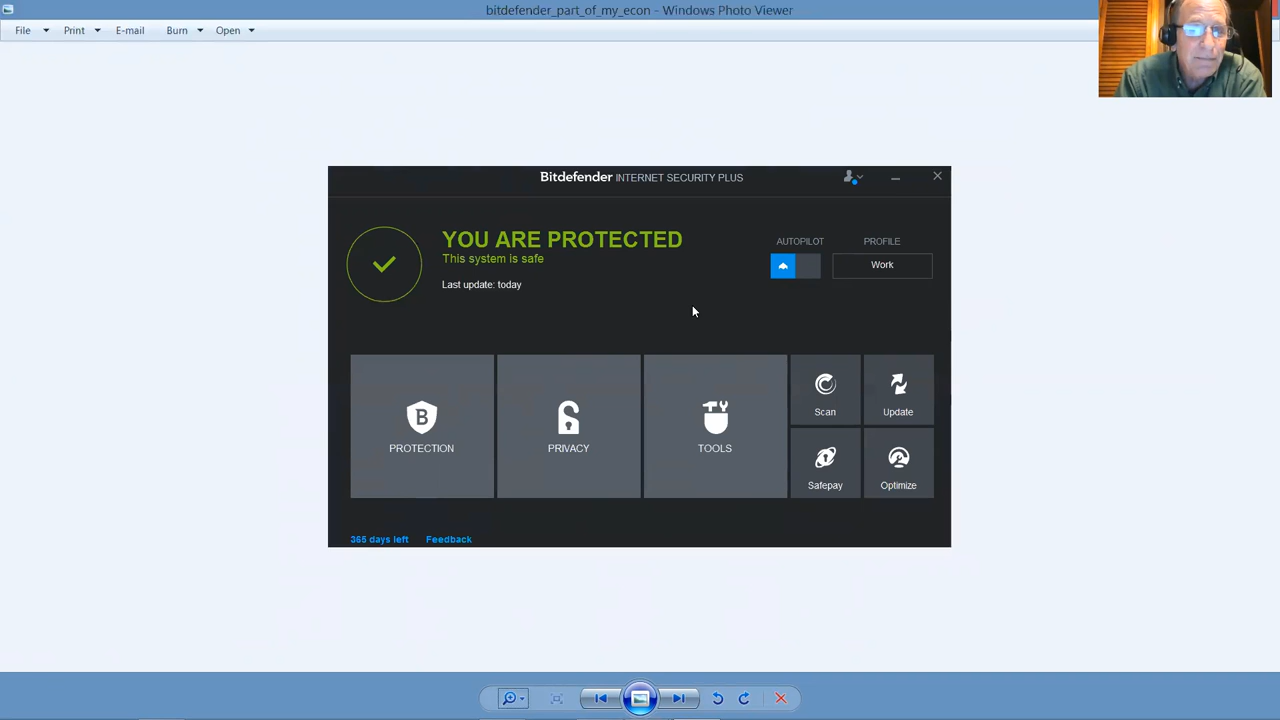 bitdefender_part_of_my_econ - Windows Photo Viewer
File Print E-mail Burn Open
Bitdefender INTERNET SECURITY PLUS
YOU ARE PROTECTED
This system is safe
Last update: today
AUTOPILOT PROFILE
Work
B
PROTECTION PRIVACY TOOLS
Scan Update
Safepay Optimize
365 days left Feedback